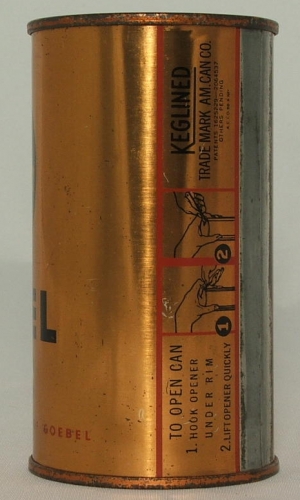 KEGLINED
TRADE MARK AM.CAN CO.
2
1
TO OPEN CAN
1. HOOK OPENER
UNDER RIM
2. LIFT OPENER QUICKLY
L
GOEBEL